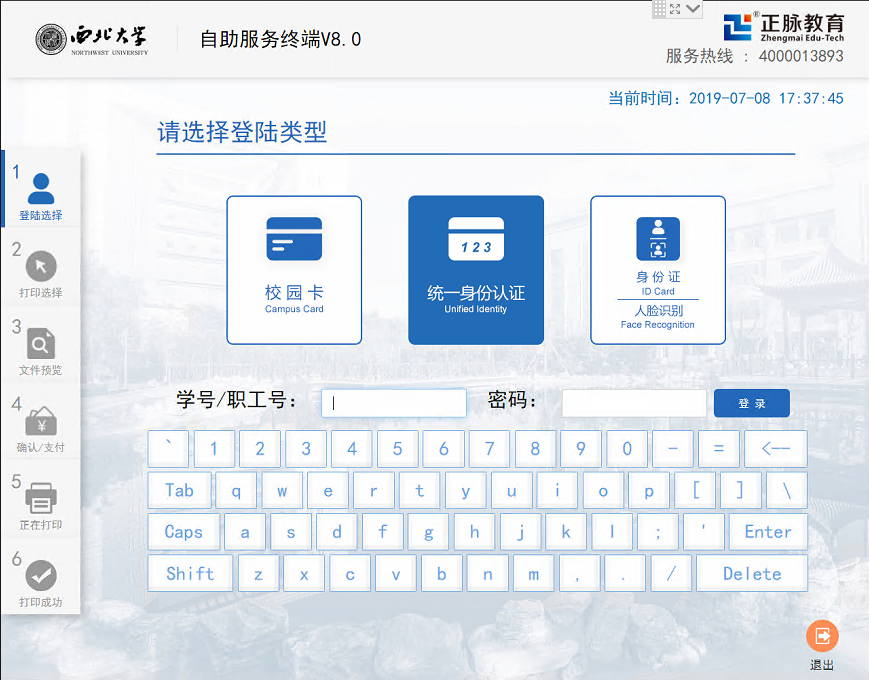 西北大学
NORTHWEST UNIVERSITY
自助服务终端V8.0
正脉教育
Zhengmai Edu-Tech
服务热线 : 4000013893
当前时间: 2019-07-08 17:37:45
请选择登陆类型
1
登陆选择
2
打印选择
3
文件预览
4
¥
确认/支付
5
正在打印
6
打印成功
校园卡
Campus Card
1 2 3
统一身份认证
Unified Identity
身份证
ID Card
人脸识别
Face Recognition
学号/职工号: 密码: 登录
` 1 2 3 4 5 6 7 8 9 0 - = <--
Tab q w e r t y u i o p [ ] \
Caps a s d f g h j k l ; ' Enter
Shift z x c v b n m , . / Delete
退出